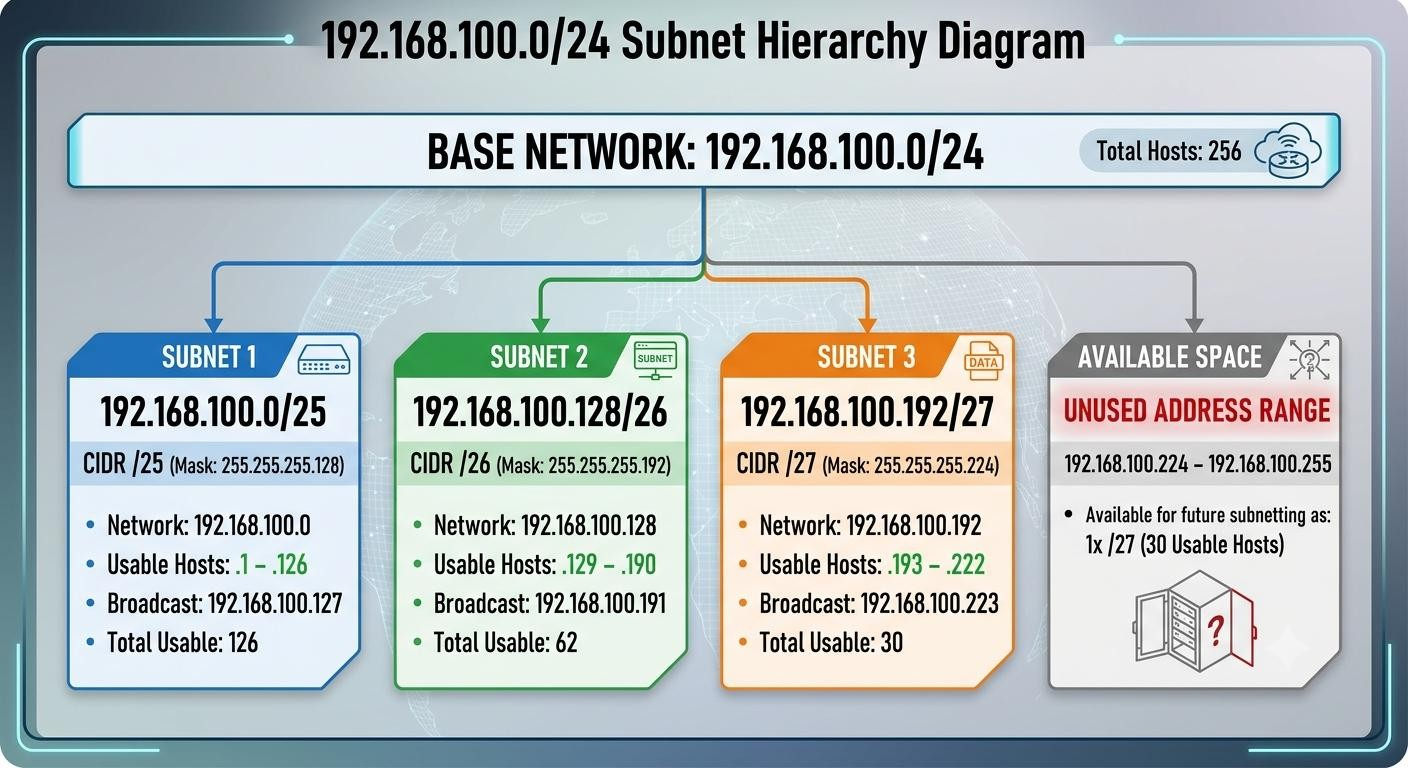 192.168.100.0/24 Subnet Hierarchy Diagram
BASE NETWORK: 192.168.100.0/24
Total Hosts: 256
SUBNET 1
192.168.100.0/25
CIDR /25 (Mask: 255.255.255.128)
• Network: 192.168.100.0
• Usable Hosts: .1 – .126
• Broadcast: 192.168.100.127
• Total Usable: 126
SUBNET 2
SUBNET
192.168.100.128/26
CIDR /26 (Mask: 255.255.255.192)
• Network: 192.168.100.128
• Usable Hosts: .129 – .190
• Broadcast: 192.168.100.191
• Total Usable: 62
SUBNET 3
DATA
192.168.100.192/27
CIDR /27 (Mask: 255.255.255.224)
• Network: 192.168.100.192
• Usable Hosts: .193 – .222
• Broadcast: 192.168.100.223
• Total Usable: 30
AVAILABLE SPACE
?
UNUSED ADDRESS RANGE
192.168.100.224 – 192.168.100.255
• Available for future subnetting as:
1x /27 (30 Usable Hosts)
?